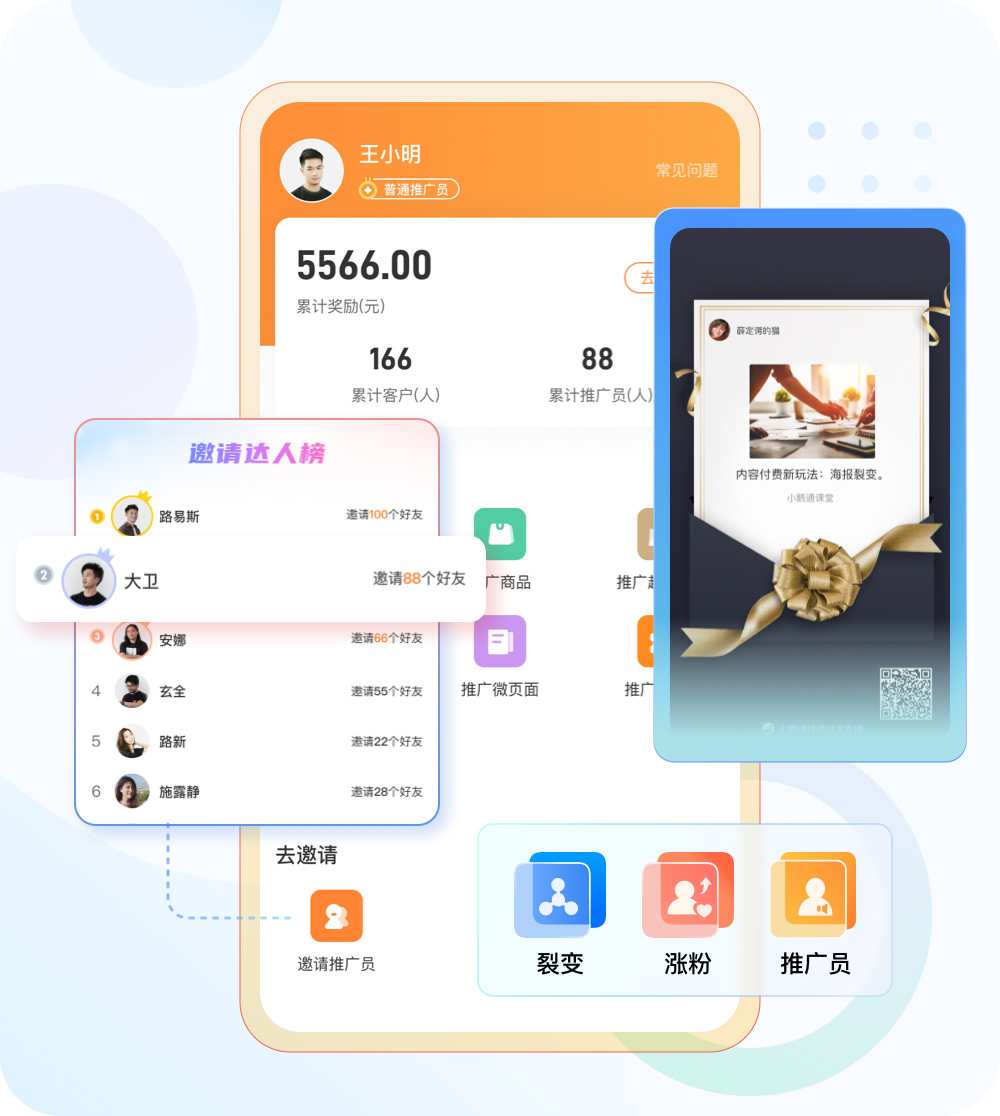 王小明
普通推广员
常见问题
5566.00
累计奖励(元)
去
166
88
累计客户(人)
累计推广员(人)
薛定谔的猫
内容付费新玩法：海报裂变。
小鹅通课堂
邀请达人榜
1 路易斯 邀请100个好友
2 大卫 邀请88个好友
3 安娜 邀请66个好友
4 玄全 邀请55个好友
5 路新 邀请22个好友
6 施露静 邀请28个好友
广商品
推广
推广微页面
推广
去邀请
邀请推广员
裂变
涨粉
推广员